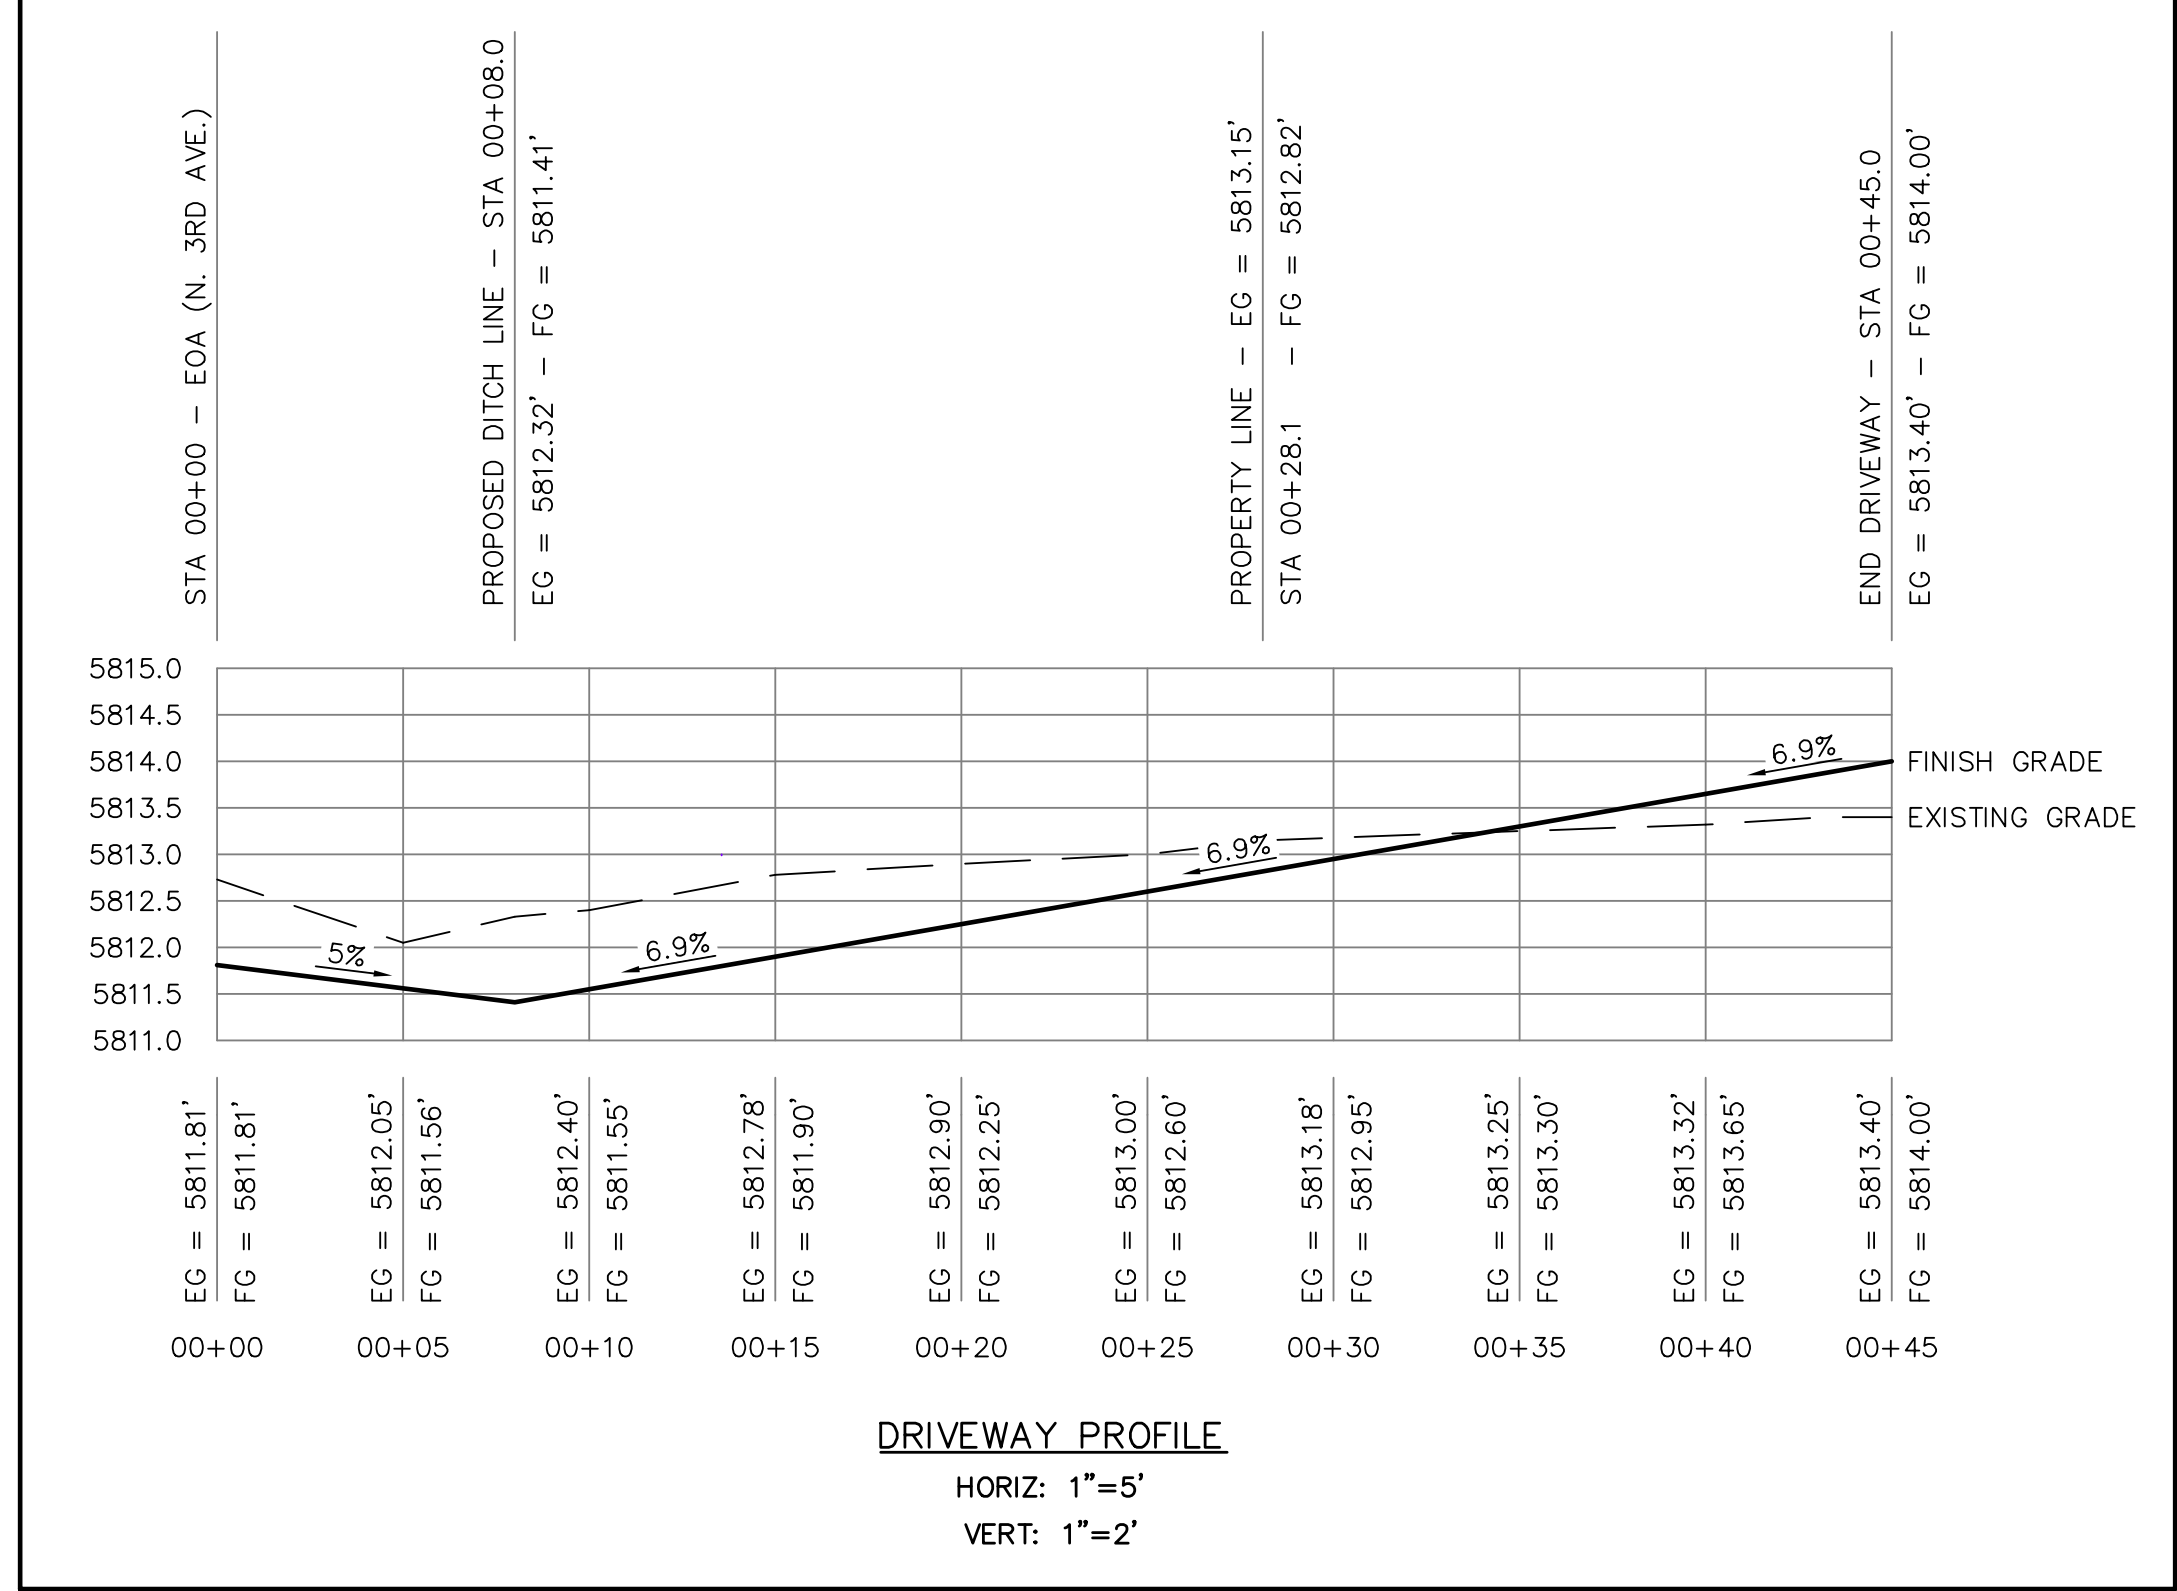 STA 00+00 – EOA (N. 3RD AVE.)
PROPOSED DITCH LINE – STA 00+08.0
EG = 5812.32' – FG = 5811.41'
PROPERTY LINE – EG = 5813.15'
STA 00+28.1 – FG = 5812.82'
END DRIVEWAY – STA 00+45.0
EG = 5813.40' – FG = 5814.00'
5815.0
5814.5
5814.0
5813.5
5813.0
5812.5
5812.0
5811.5
5811.0
5%
6.9%
6.9%
6.9%
FINISH GRADE
EXISTING GRADE
EG = 5811.81'
FG = 5811.81'
EG = 5812.05'
FG = 5811.56'
EG = 5812.40'
FG = 5811.55'
EG = 5812.78'
FG = 5811.90'
EG = 5812.90'
FG = 5812.25'
EG = 5813.00'
FG = 5812.60'
EG = 5813.18'
FG = 5812.95'
EG = 5813.25'
FG = 5813.30'
EG = 5813.32'
FG = 5813.65'
EG = 5813.40'
FG = 5814.00'
00+00 00+05 00+10 00+15 00+20 00+25 00+30 00+35 00+40 00+45
DRIVEWAY PROFILE
HORIZ: 1"=5'
VERT: 1"=2'